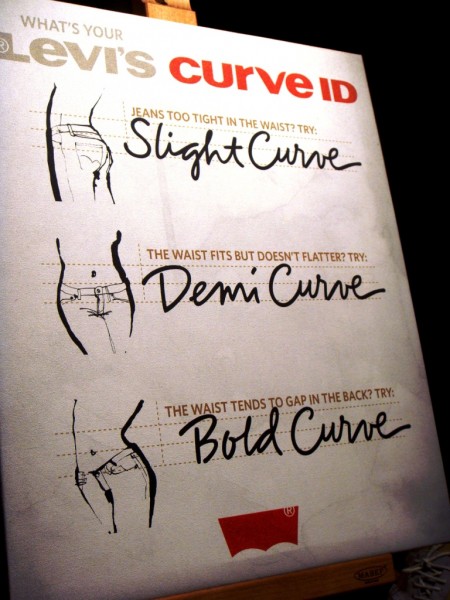 WHAT'S YOUR
Levi's® curve ID
JEANS TOO TIGHT IN THE WAIST? TRY:
Slight Curve
THE WAIST FITS BUT DOESN'T FLATTER? TRY:
Demi Curve
THE WAIST TENDS TO GAP IN THE BACK? TRY:
Bold Curve
®